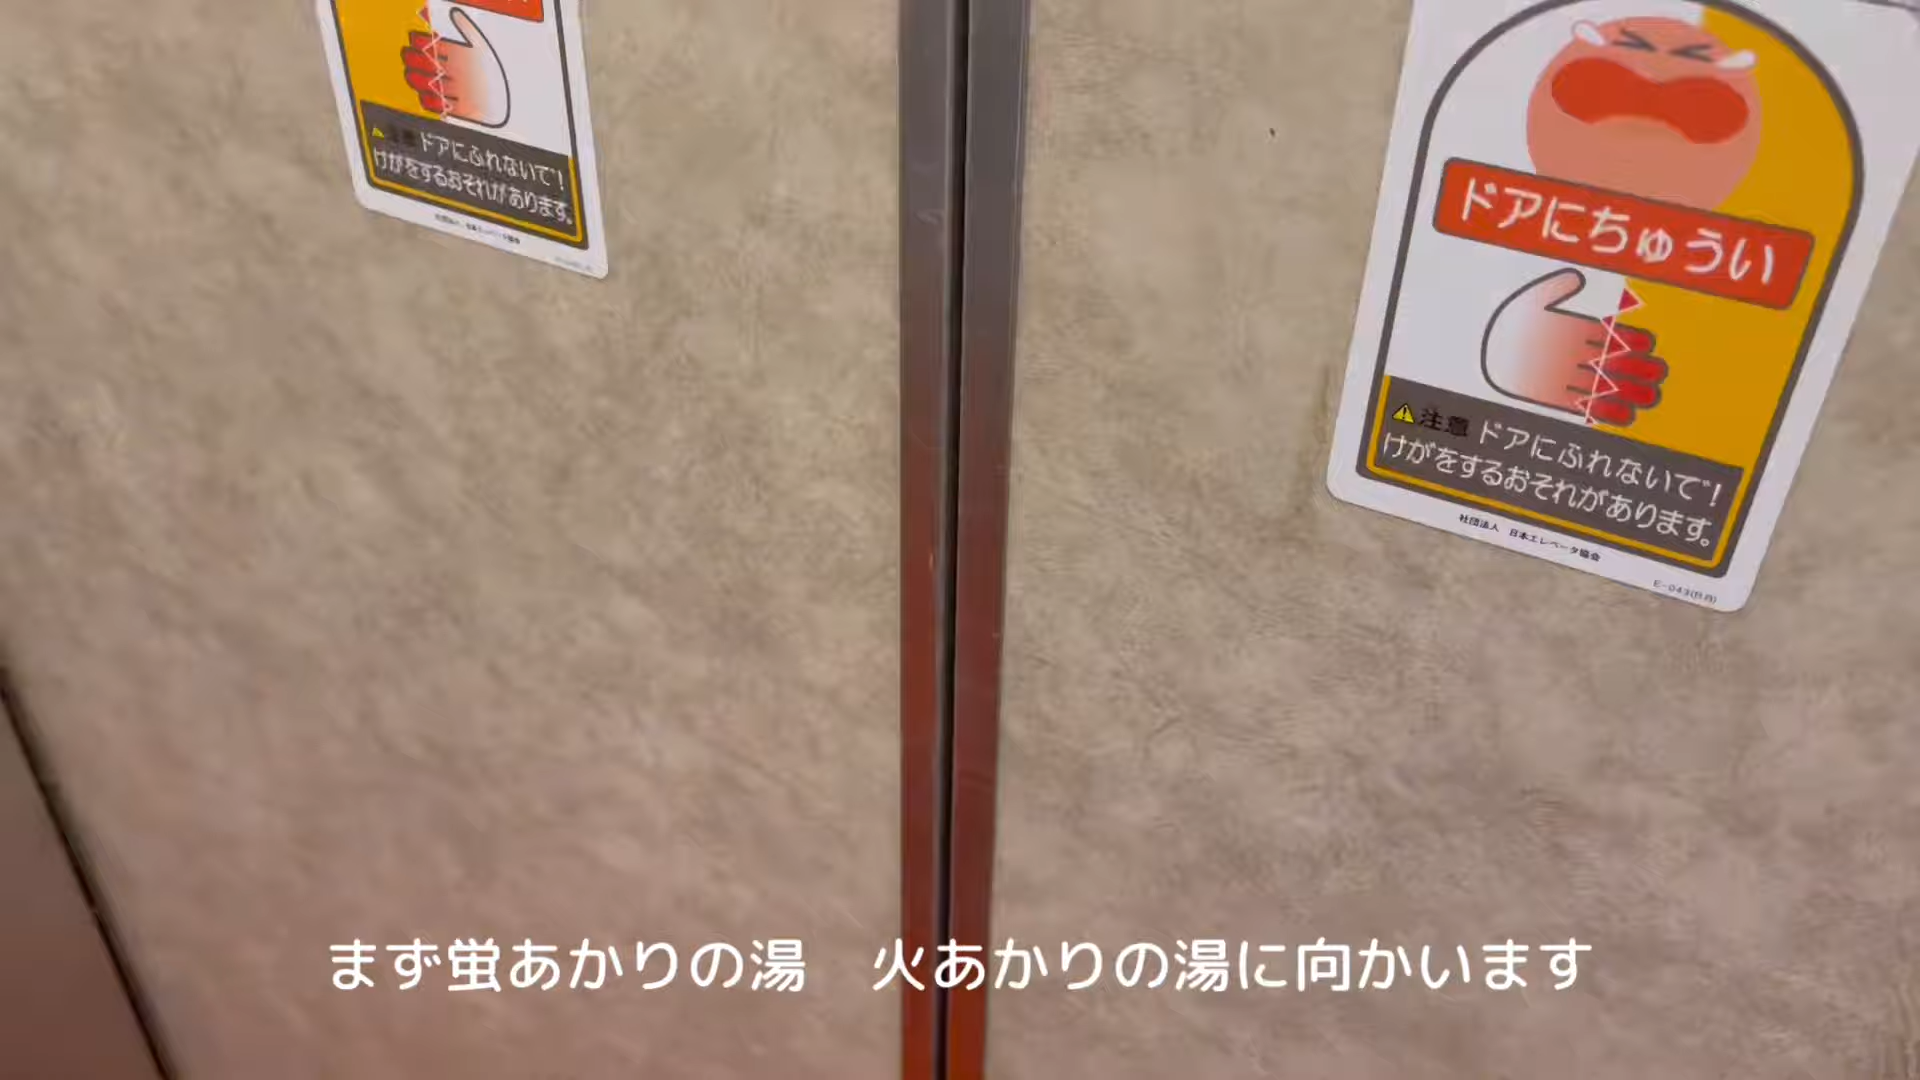 ドアにふれないで!
けがをするおそれがあります。
ドアにちゅうい
注意 ドアにふれないで!
けがをするおそれがあります。
社団法人 日本エレベータ協会
まず蛍あかりの湯 火あかりの湯に向かいます